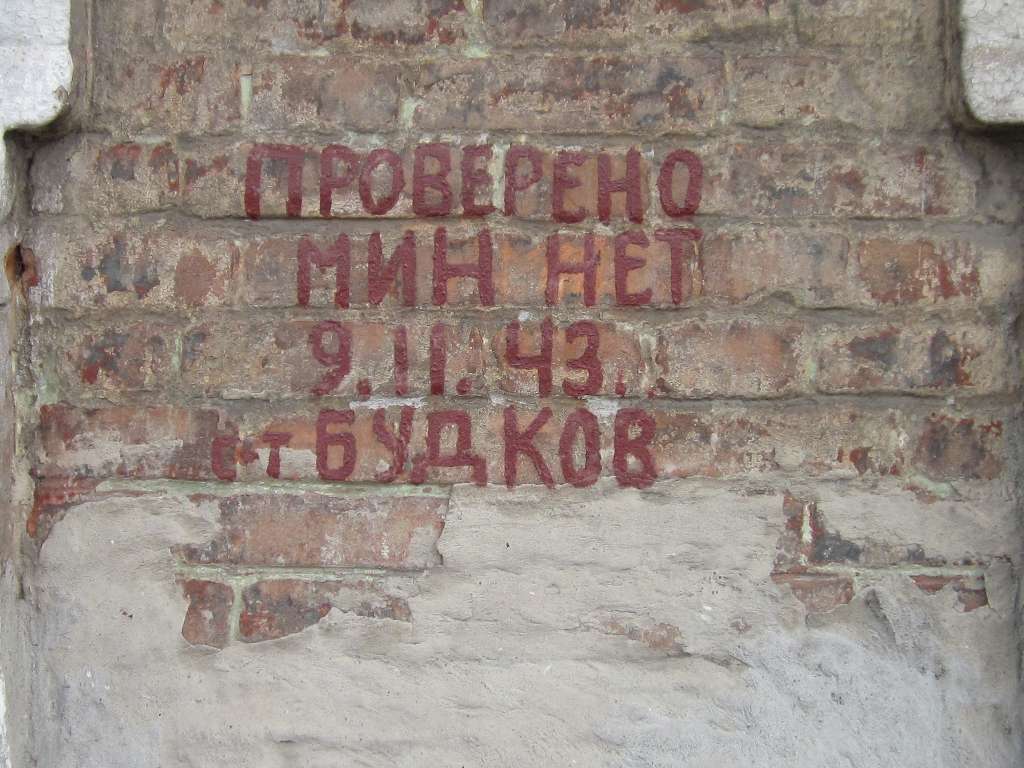 ПРОВЕРЕНО
МИН НЕТ
9.11.43.
с-т БУДКОВ